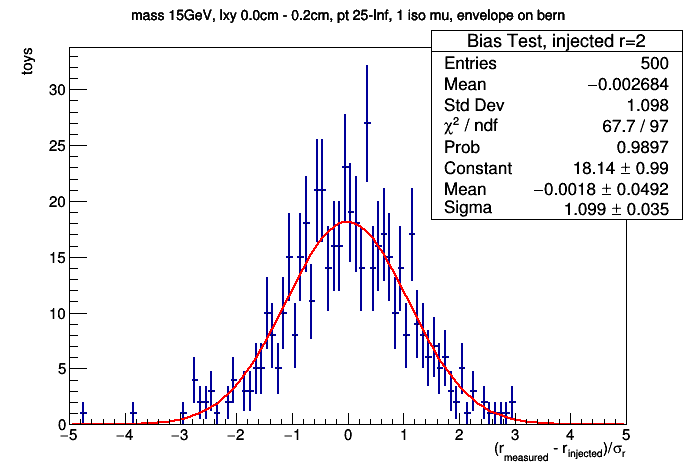 mass 15GeV, lxy 0.0cm - 0.2cm, pt 25-Inf, 1 iso mu, envelope on bern
toys
Bias Test, injected r=2
Entries 500
Mean −0.002684
Std Dev 1.098
χ² / ndf 67.7 / 97
Prob 0.9897
Constant 18.14 ± 0.99
Mean −0.0018 ± 0.0492
Sigma 1.099 ± 0.035
30
25
20
15
10
5
0
−5 −4 −3 −2 −1 0 1 2 3 4 5
(r_measured - r_injected)/σ_r